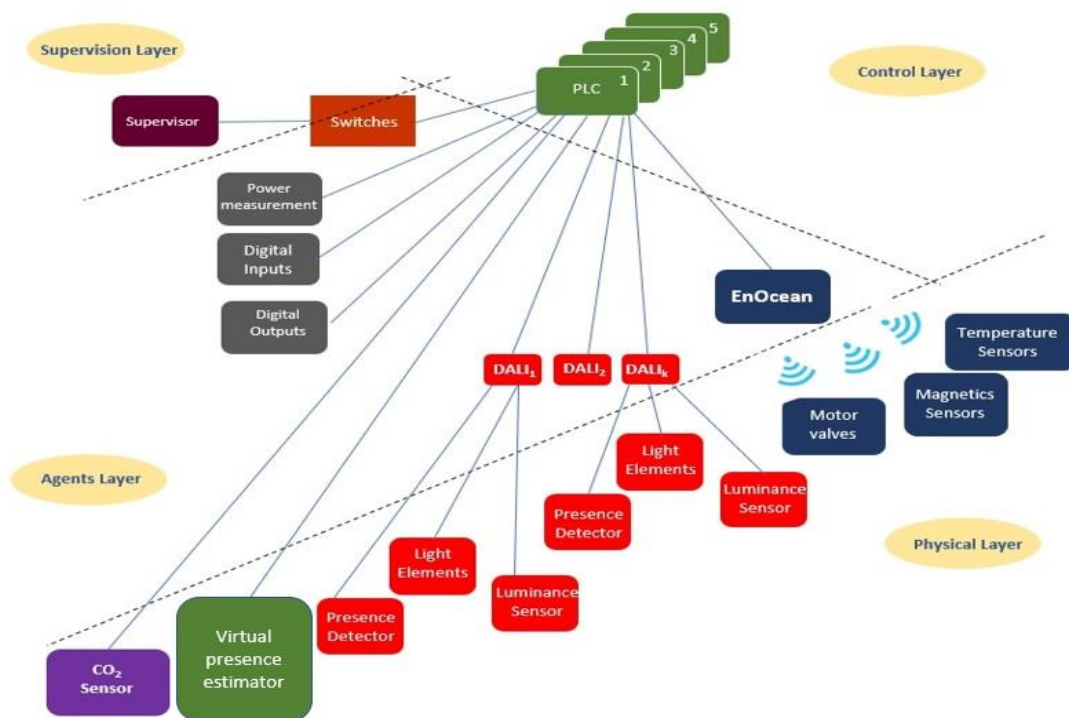 Supervision Layer
5
4
3
2
1
PLC
Control Layer
Supervisor
Switches
Power
measurement
Digital
Inputs
Digital
Outputs
EnOcean
Temperature
Sensors
Magnetics
Sensors
Motor
valves
DALI₁
DALI₂
DALIₖ
Light
Elements
Luminance
Sensor
Presence
Detector
Agents Layer
Physical Layer
Light
Elements
Luminance
Sensor
Presence
Detector
Virtual
presence
estimator
CO₂
Sensor